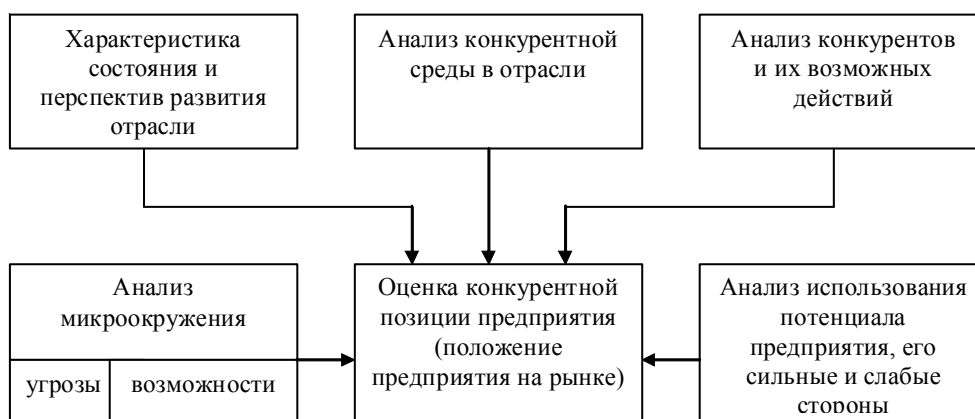 Характеристика
состояния и
перспектив развития
отрасли
Анализ конкурентной
среды в отрасли
Анализ конкурентов
и их возможных
действий
Анализ
микроокружения
угрозы
возможности
Оценка конкурентной
позиции предприятия
(положение
предприятия на рынке)
Анализ использования
потенциала
предприятия, его
сильные и слабые
стороны